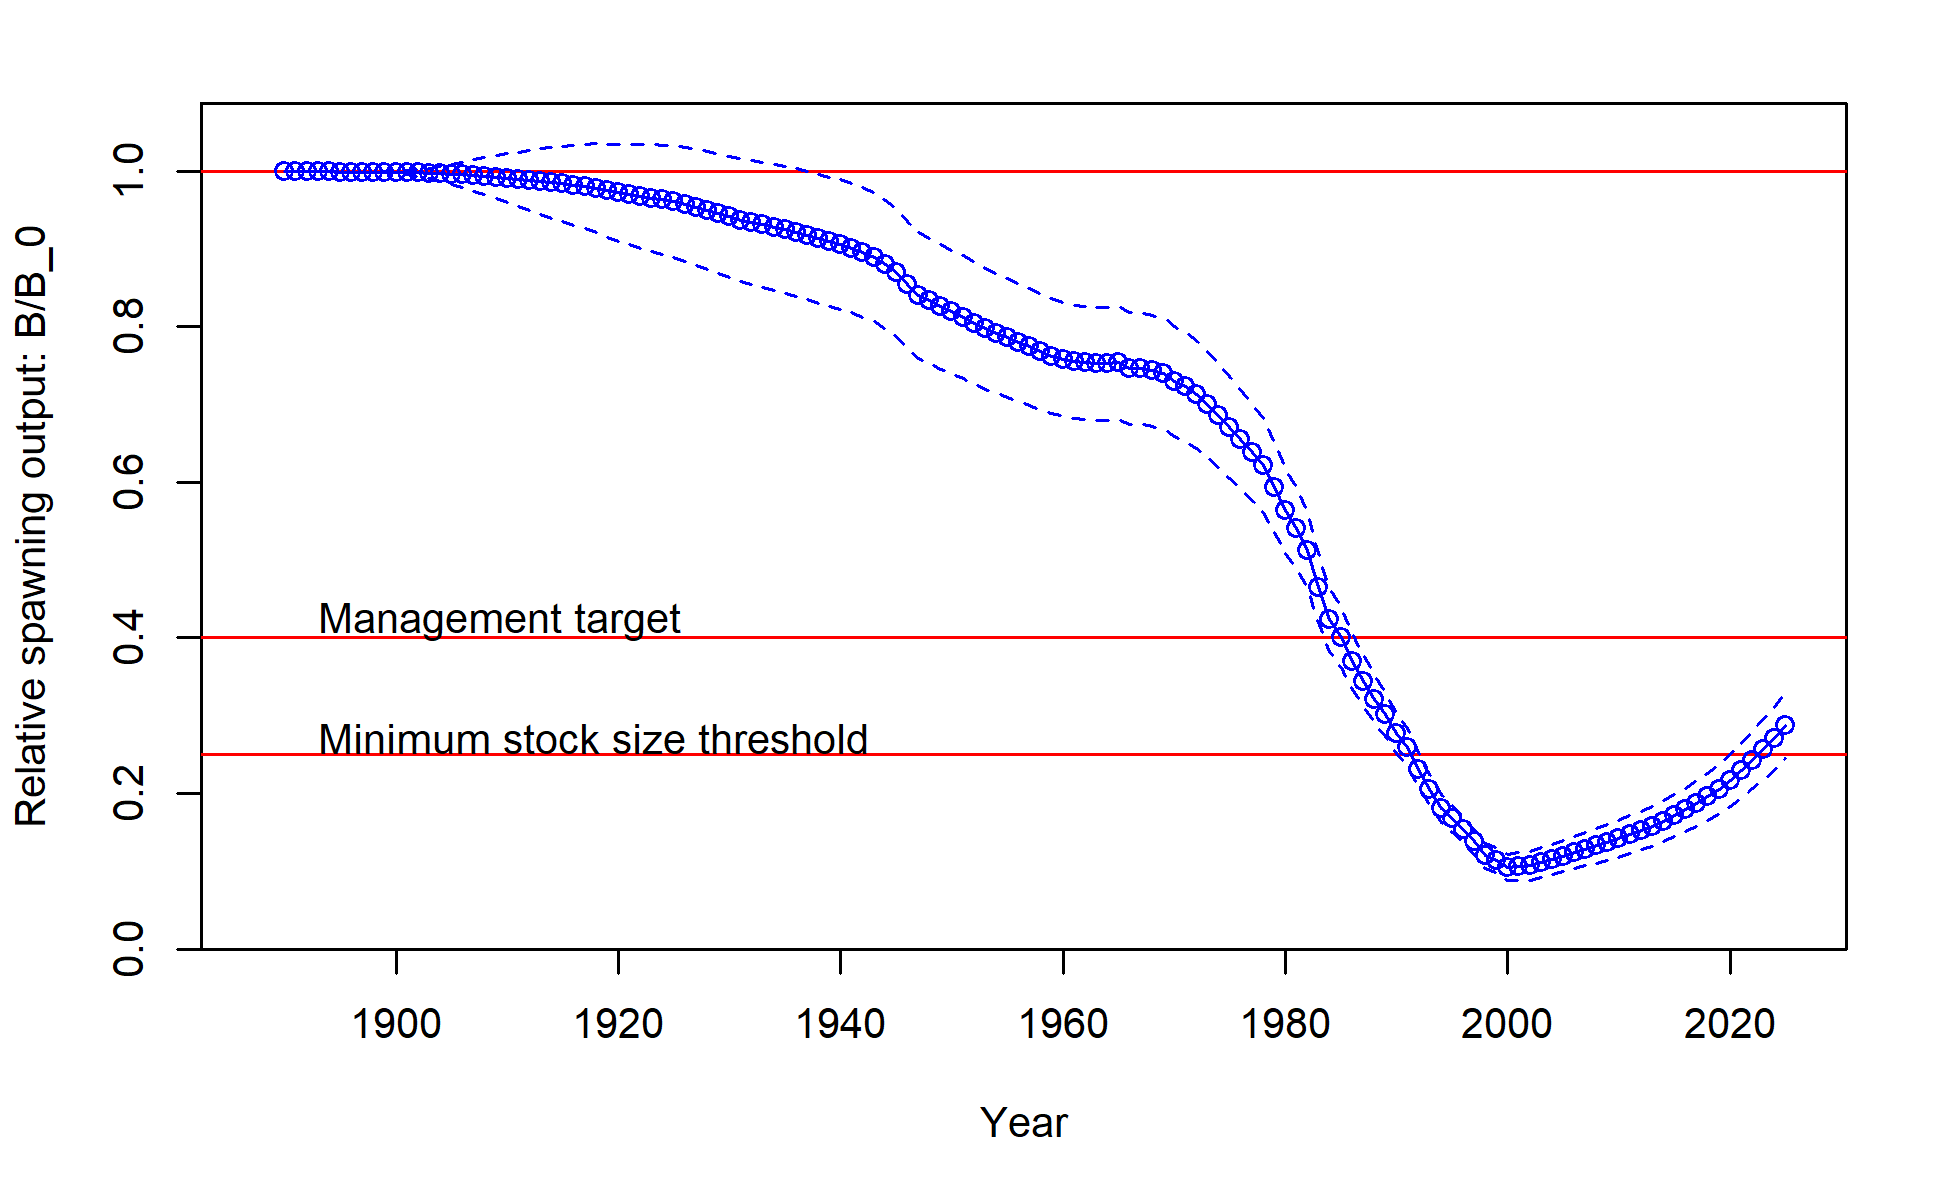 Relative spawning output: B/B_0
1.0
0.8
0.6
0.4
0.2
0.0
Management target
Minimum stock size threshold
1900 1920 1940 1960 1980 2000 2020
Year